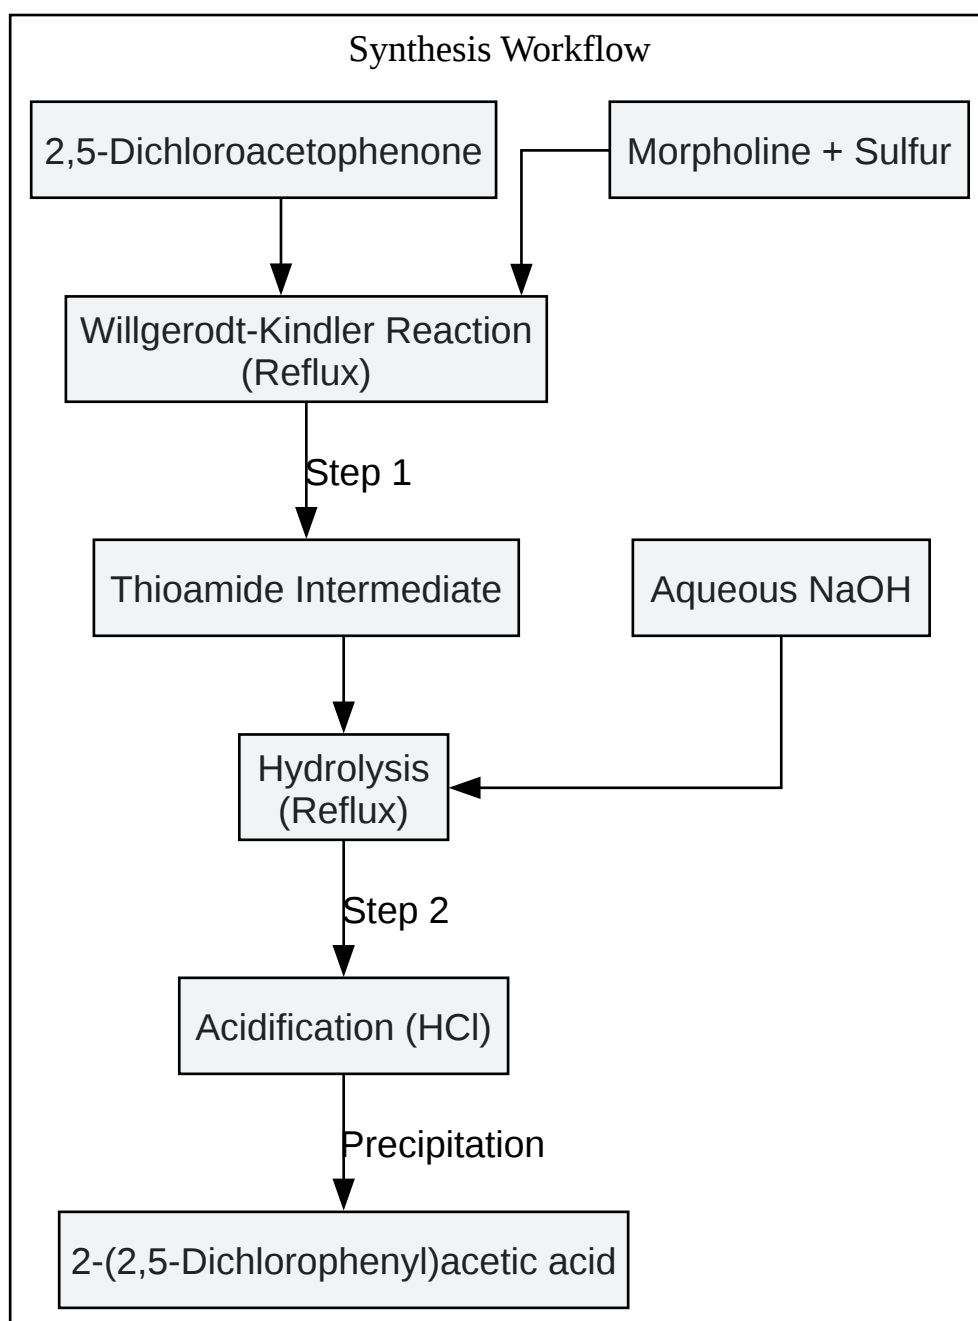 Synthesis Workflow
2,5-Dichloroacetophenone
Morpholine + Sulfur
Willgerodt-Kindler Reaction
(Reflux)
Step 1
Thioamide Intermediate
Aqueous NaOH
Hydrolysis
(Reflux)
Step 2
Acidification (HCl)
Precipitation
2-(2,5-Dichlorophenyl)acetic acid